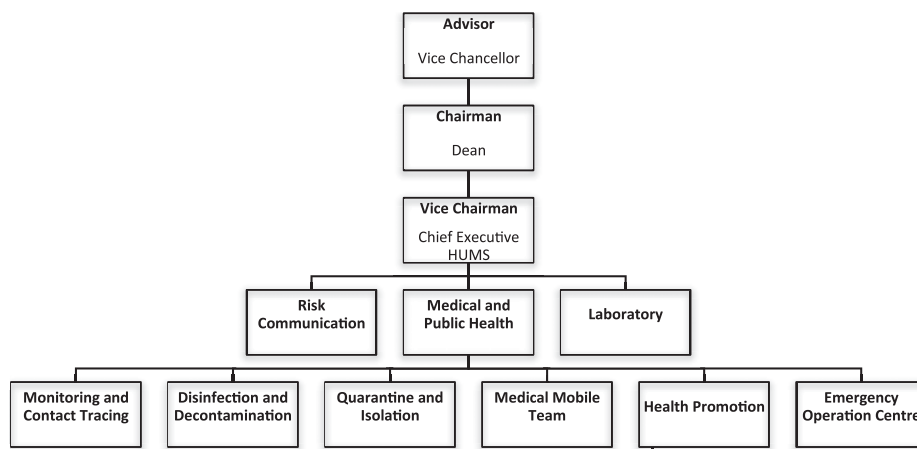 Advisor
Vice Chancellor
Chairman
Dean
Vice Chairman
Chief Executive
HUMS
Risk
Communication
Medical and
Public Health
Laboratory
Monitoring and
Contact Tracing
Disinfection and
Decontamination
Quarantine and
Isolation
Medical Mobile
Team
Health Promotion
Emergency
Operation Centre